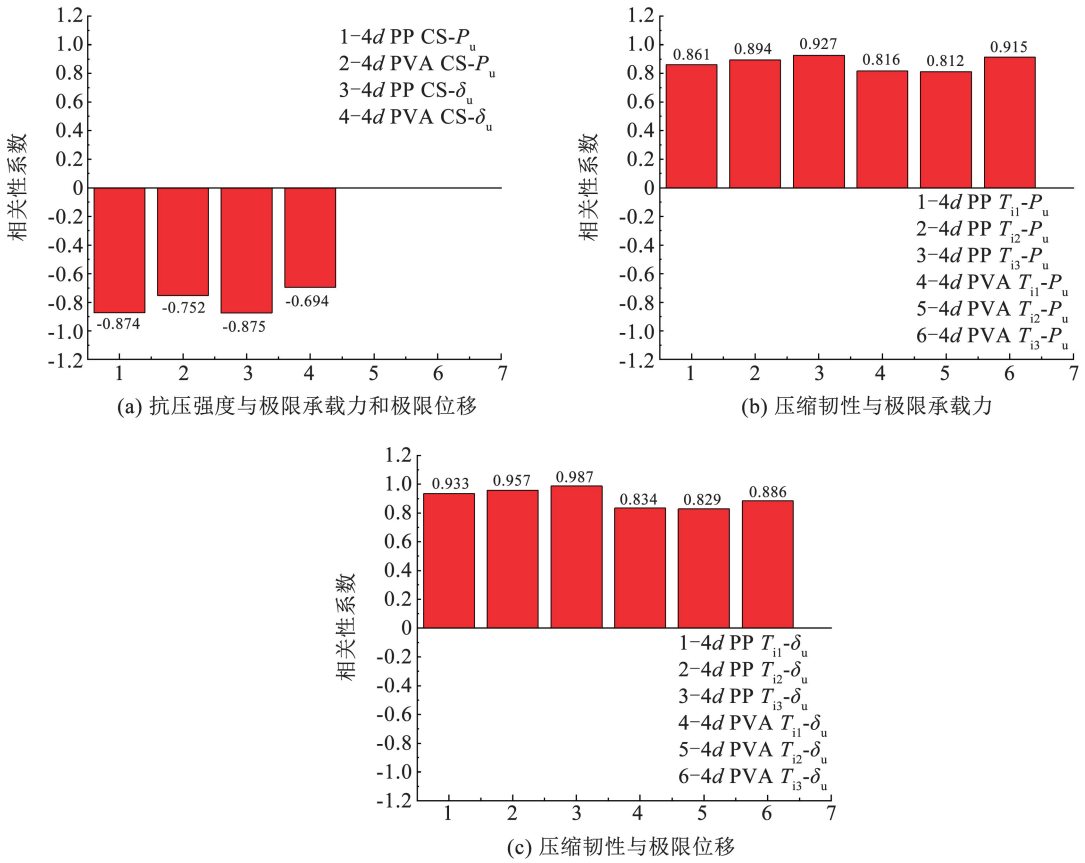 1.2
1.0
0.8
0.6
0.4
0.2
0
-0.2
-0.4
-0.6
-0.8
-1.0
-1.2
相关性系数
1-4d PP CS-Pu
2-4d PVA CS-Pu
3-4d PP CS-δu
4-4d PVA CS-δu
-0.874
-0.752
-0.875
-0.694
1 2 3 4 5 6 7
(a) 抗压强度与极限承载力和极限位移
1.2
1.0
0.8
0.6
0.4
0.2
0
-0.2
-0.4
-0.6
-0.8
-1.0
-1.2
相关性系数
0.861 0.894 0.927 0.816 0.812 0.915
1-4d PP Ti1-Pu
2-4d PP Ti2-Pu
3-4d PP Ti3-Pu
4-4d PVA Ti1-Pu
5-4d PVA Ti2-Pu
6-4d PVA Ti3-Pu
1 2 3 4 5 6 7
(b) 压缩韧性与极限承载力
1.2
1.0
0.8
0.6
0.4
0.2
0
-0.2
-0.4
-0.6
-0.8
-1.0
-1.2
相关性系数
0.933 0.957 0.987 0.834 0.829 0.886
1-4d PP Ti1-δu
2-4d PP Ti2-δu
3-4d PP Ti3-δu
4-4d PVA Ti1-δu
5-4d PVA Ti2-δu
6-4d PVA Ti3-δu
1 2 3 4 5 6 7
(c) 压缩韧性与极限位移